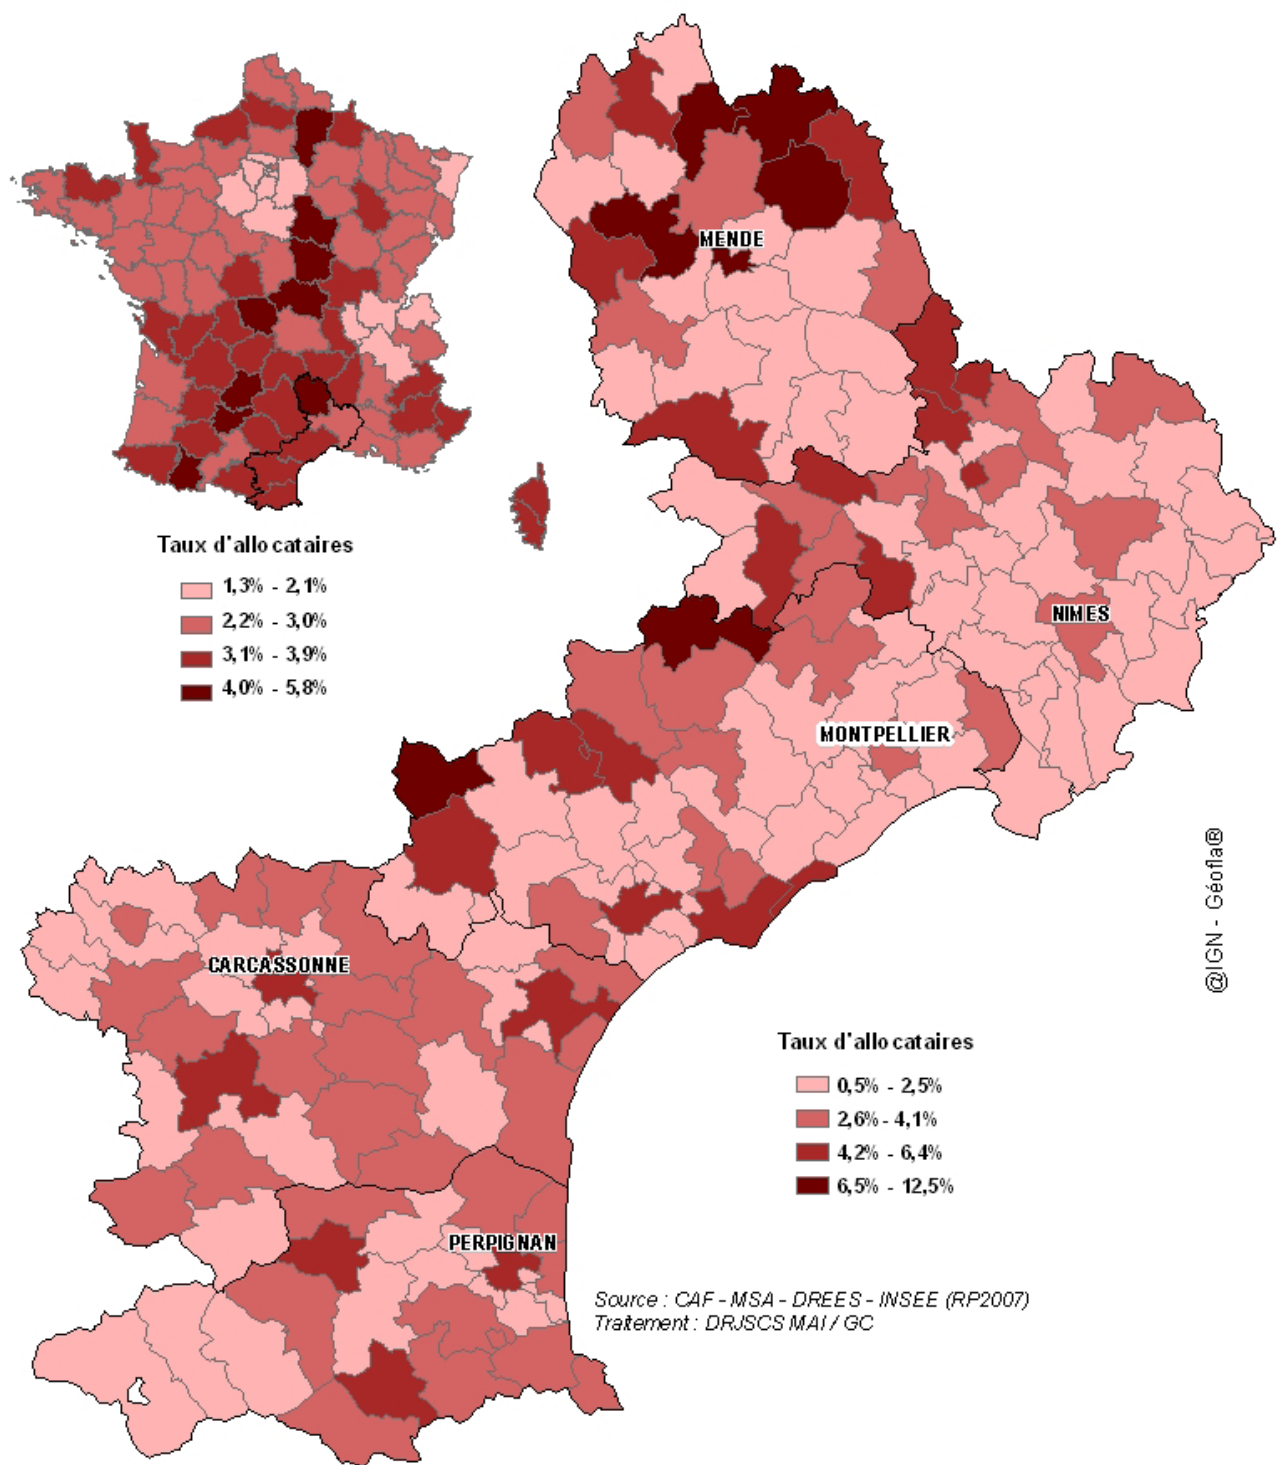 MENDE
Taux d'allocataires
1,3% - 2,1%
2,2% - 3,0%
3,1% - 3,9%
4,0% - 5,8%
NIMES
MONTPELLIER
@IGN - Géofla®
CARCASSONNE
Taux d'allocataires
0,5% - 2,5%
2,6% - 4,1%
4,2% - 6,4%
6,5% - 12,5%
PERPIGNAN
Source : CAF - MSA - DREES - INSEE (RP2007)
Traitement : DRJSCS MAI / GC